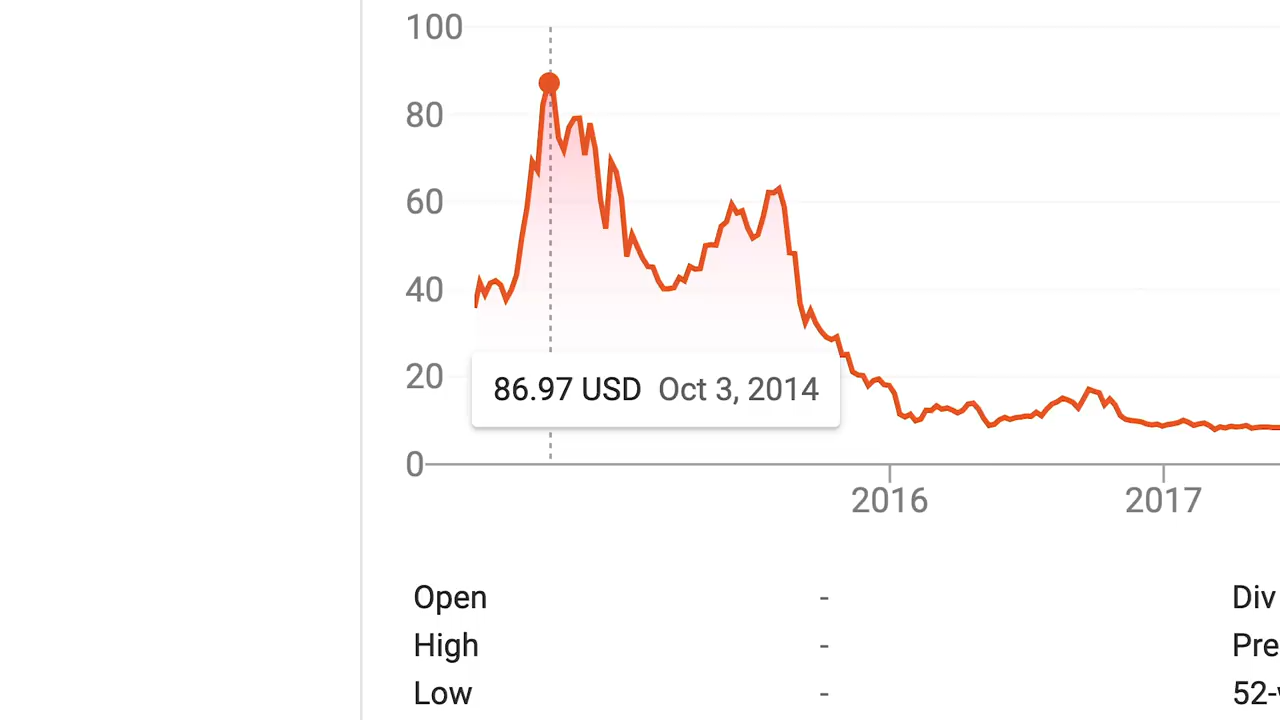 100
80
60
40
20
0
86.97 USD Oct 3, 2014
2016 2017
Open - Div
High - Pre
Low - 52-